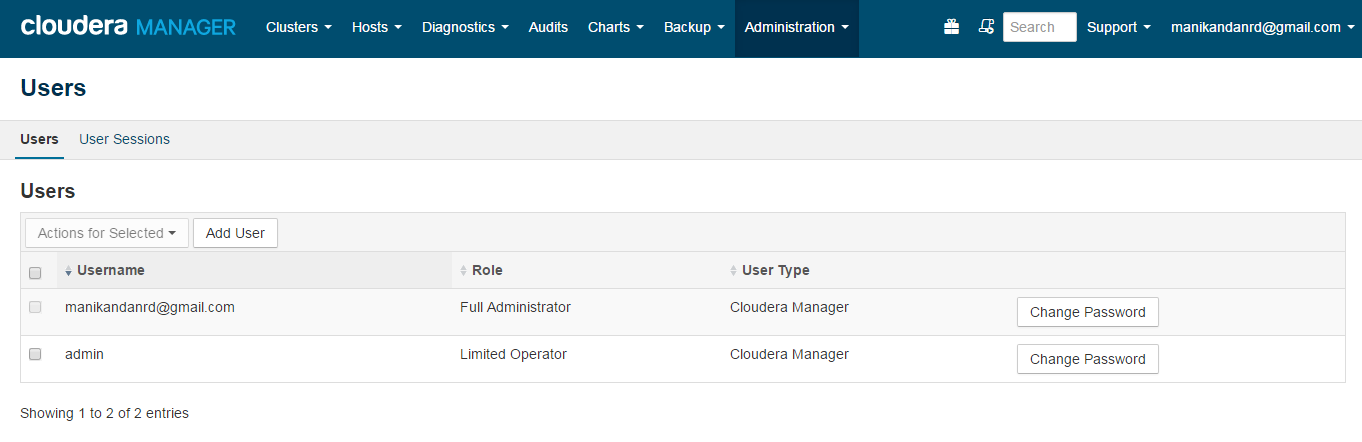 cloudera MANAGER Clusters Hosts Diagnostics Audits Charts Backup Administration Search Support manikandanrd@gmail.com
Users
Users User Sessions
Users
Actions for Selected Add User
Username Role User Type
manikandanrd@gmail.com Full Administrator Cloudera Manager Change Password
admin Limited Operator Cloudera Manager Change Password
Showing 1 to 2 of 2 entries